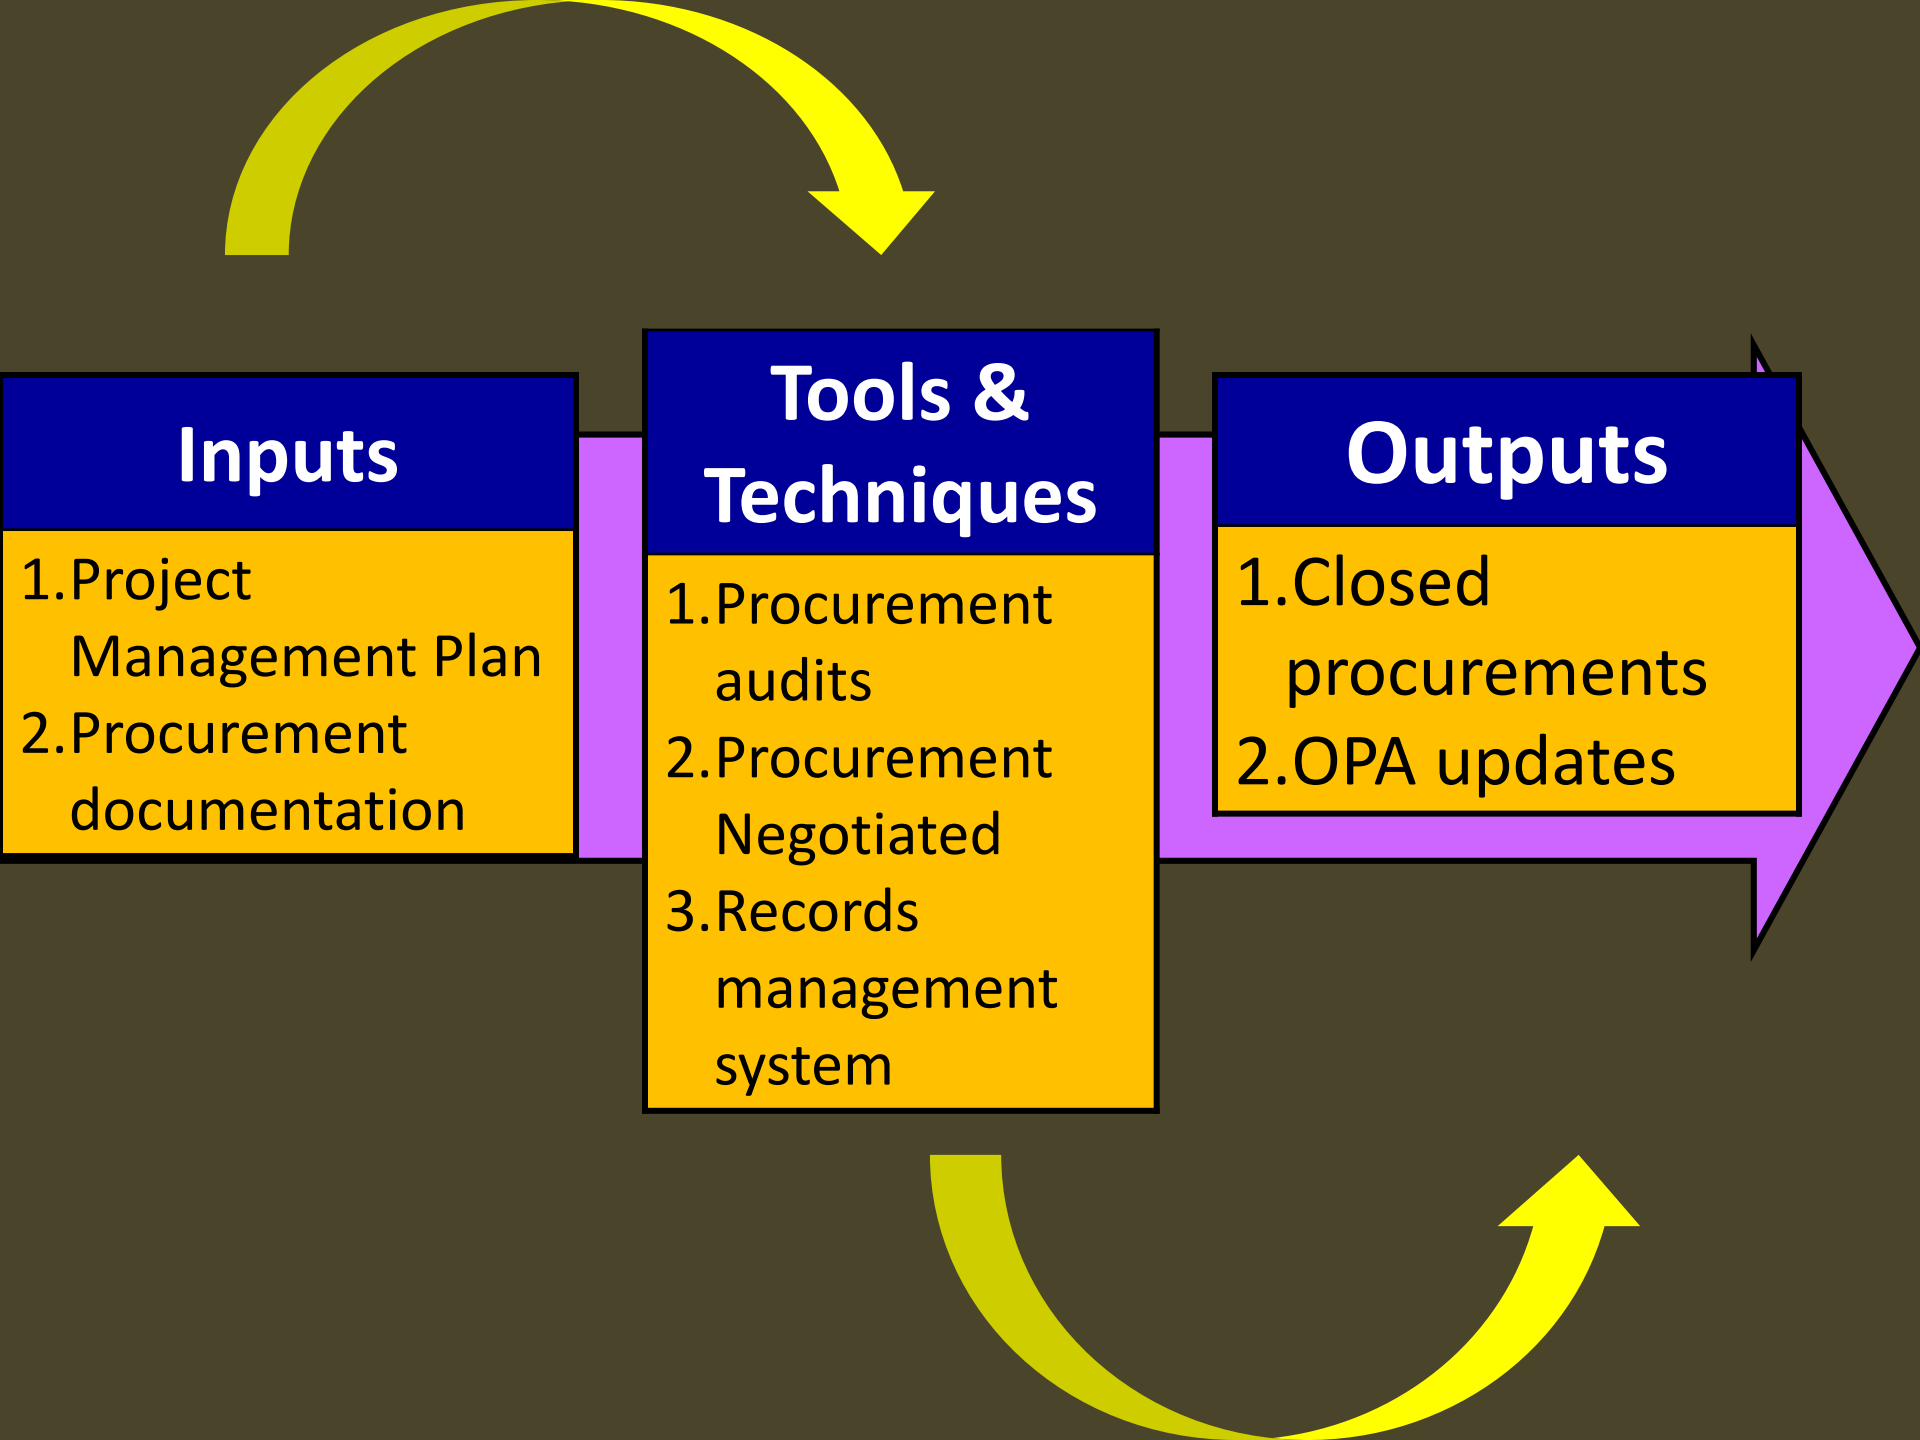 Inputs
1.Project
Management Plan
2.Procurement
documentation
Tools &
Techniques
1.Procurement
audits
2.Procurement
Negotiated
3.Records
management
system
Outputs
1.Closed
procurements
2.OPA updates